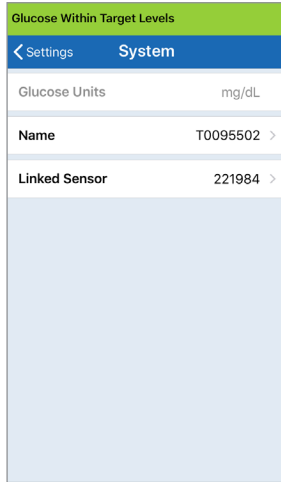 Glucose Within Target Levels
Settings System
Glucose Units mg/dL
Name T0095502
Linked Sensor 221984